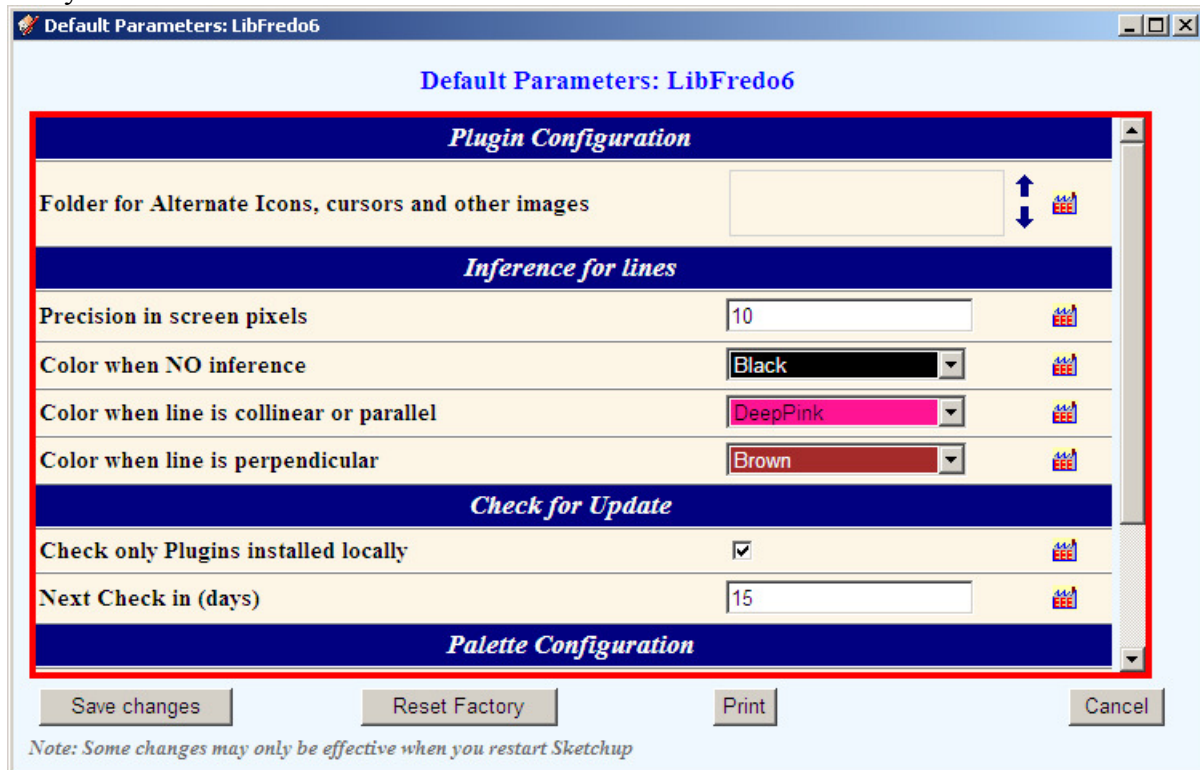 Default Parameters: LibFredo6
Default Parameters: LibFredo6
Plugin Configuration
Folder for Alternate Icons, cursors and other images
Inference for lines
Precision in screen pixels 10
Color when NO inference Black
Color when line is collinear or parallel DeepPink
Color when line is perpendicular Brown
Check for Update
Check only Plugins installed locally
Next Check in (days) 15
Palette Configuration
Save changes Reset Factory Print Cancel
Note: Some changes may only be effective when you restart Sketchup